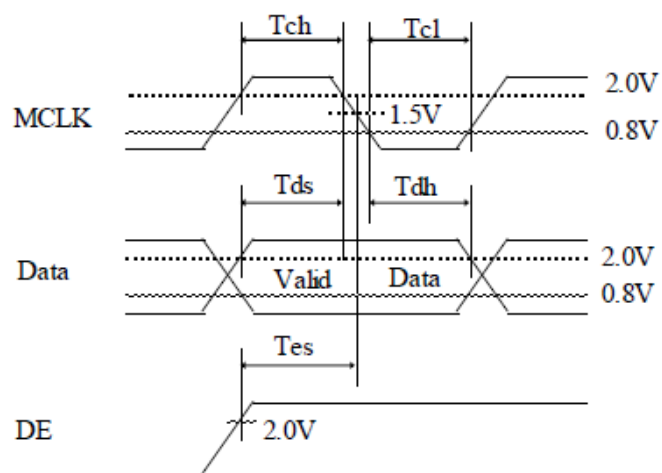 Tch
Tcl
2.0V
MCLK
1.5V
0.8V
Tds
Tdh
Data
2.0V
Valid
Data
0.8V
Tes
DE
2.0V